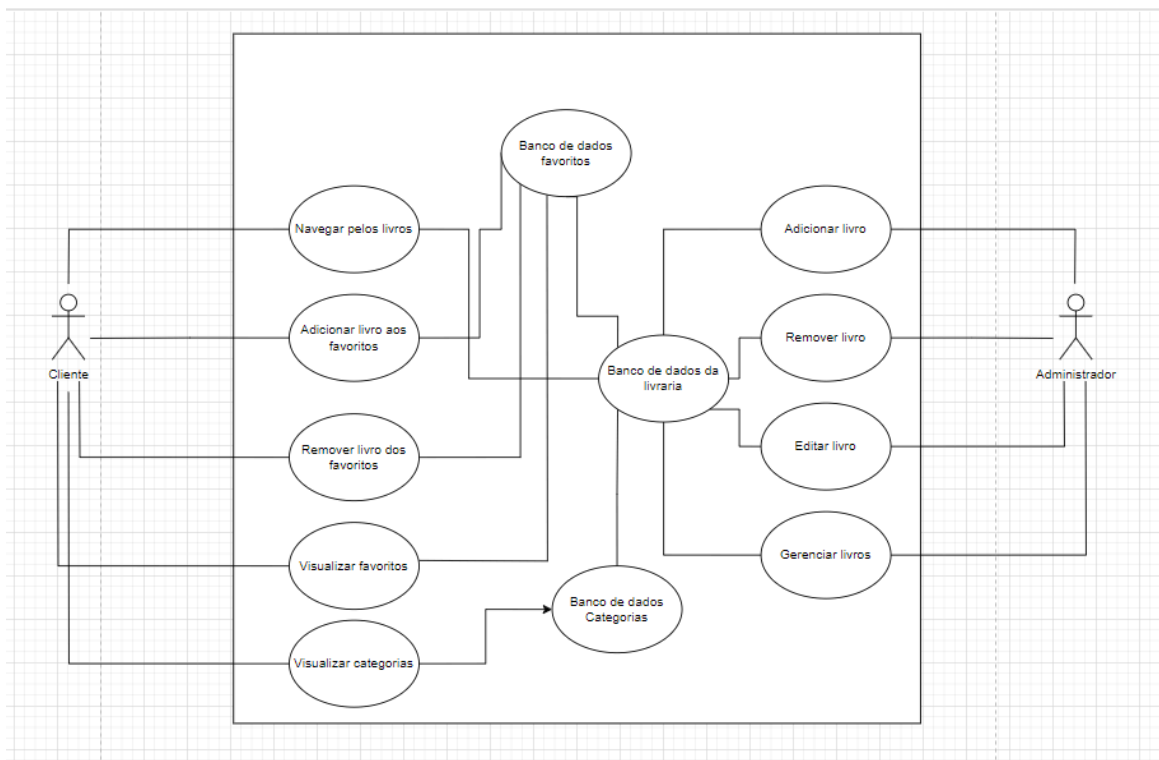 Banco de dados
favoritos
Navegar pelos livros
Adicionar livro
Adicionar livro aos
favoritos
Remover livro
Cliente
Banco de dados da
livraria
Administrador
Remover livro dos
favoritos
Editar livro
Visualizar favoritos
Gerenciar livros
Banco de dados
Categorias
Visualizar categorias